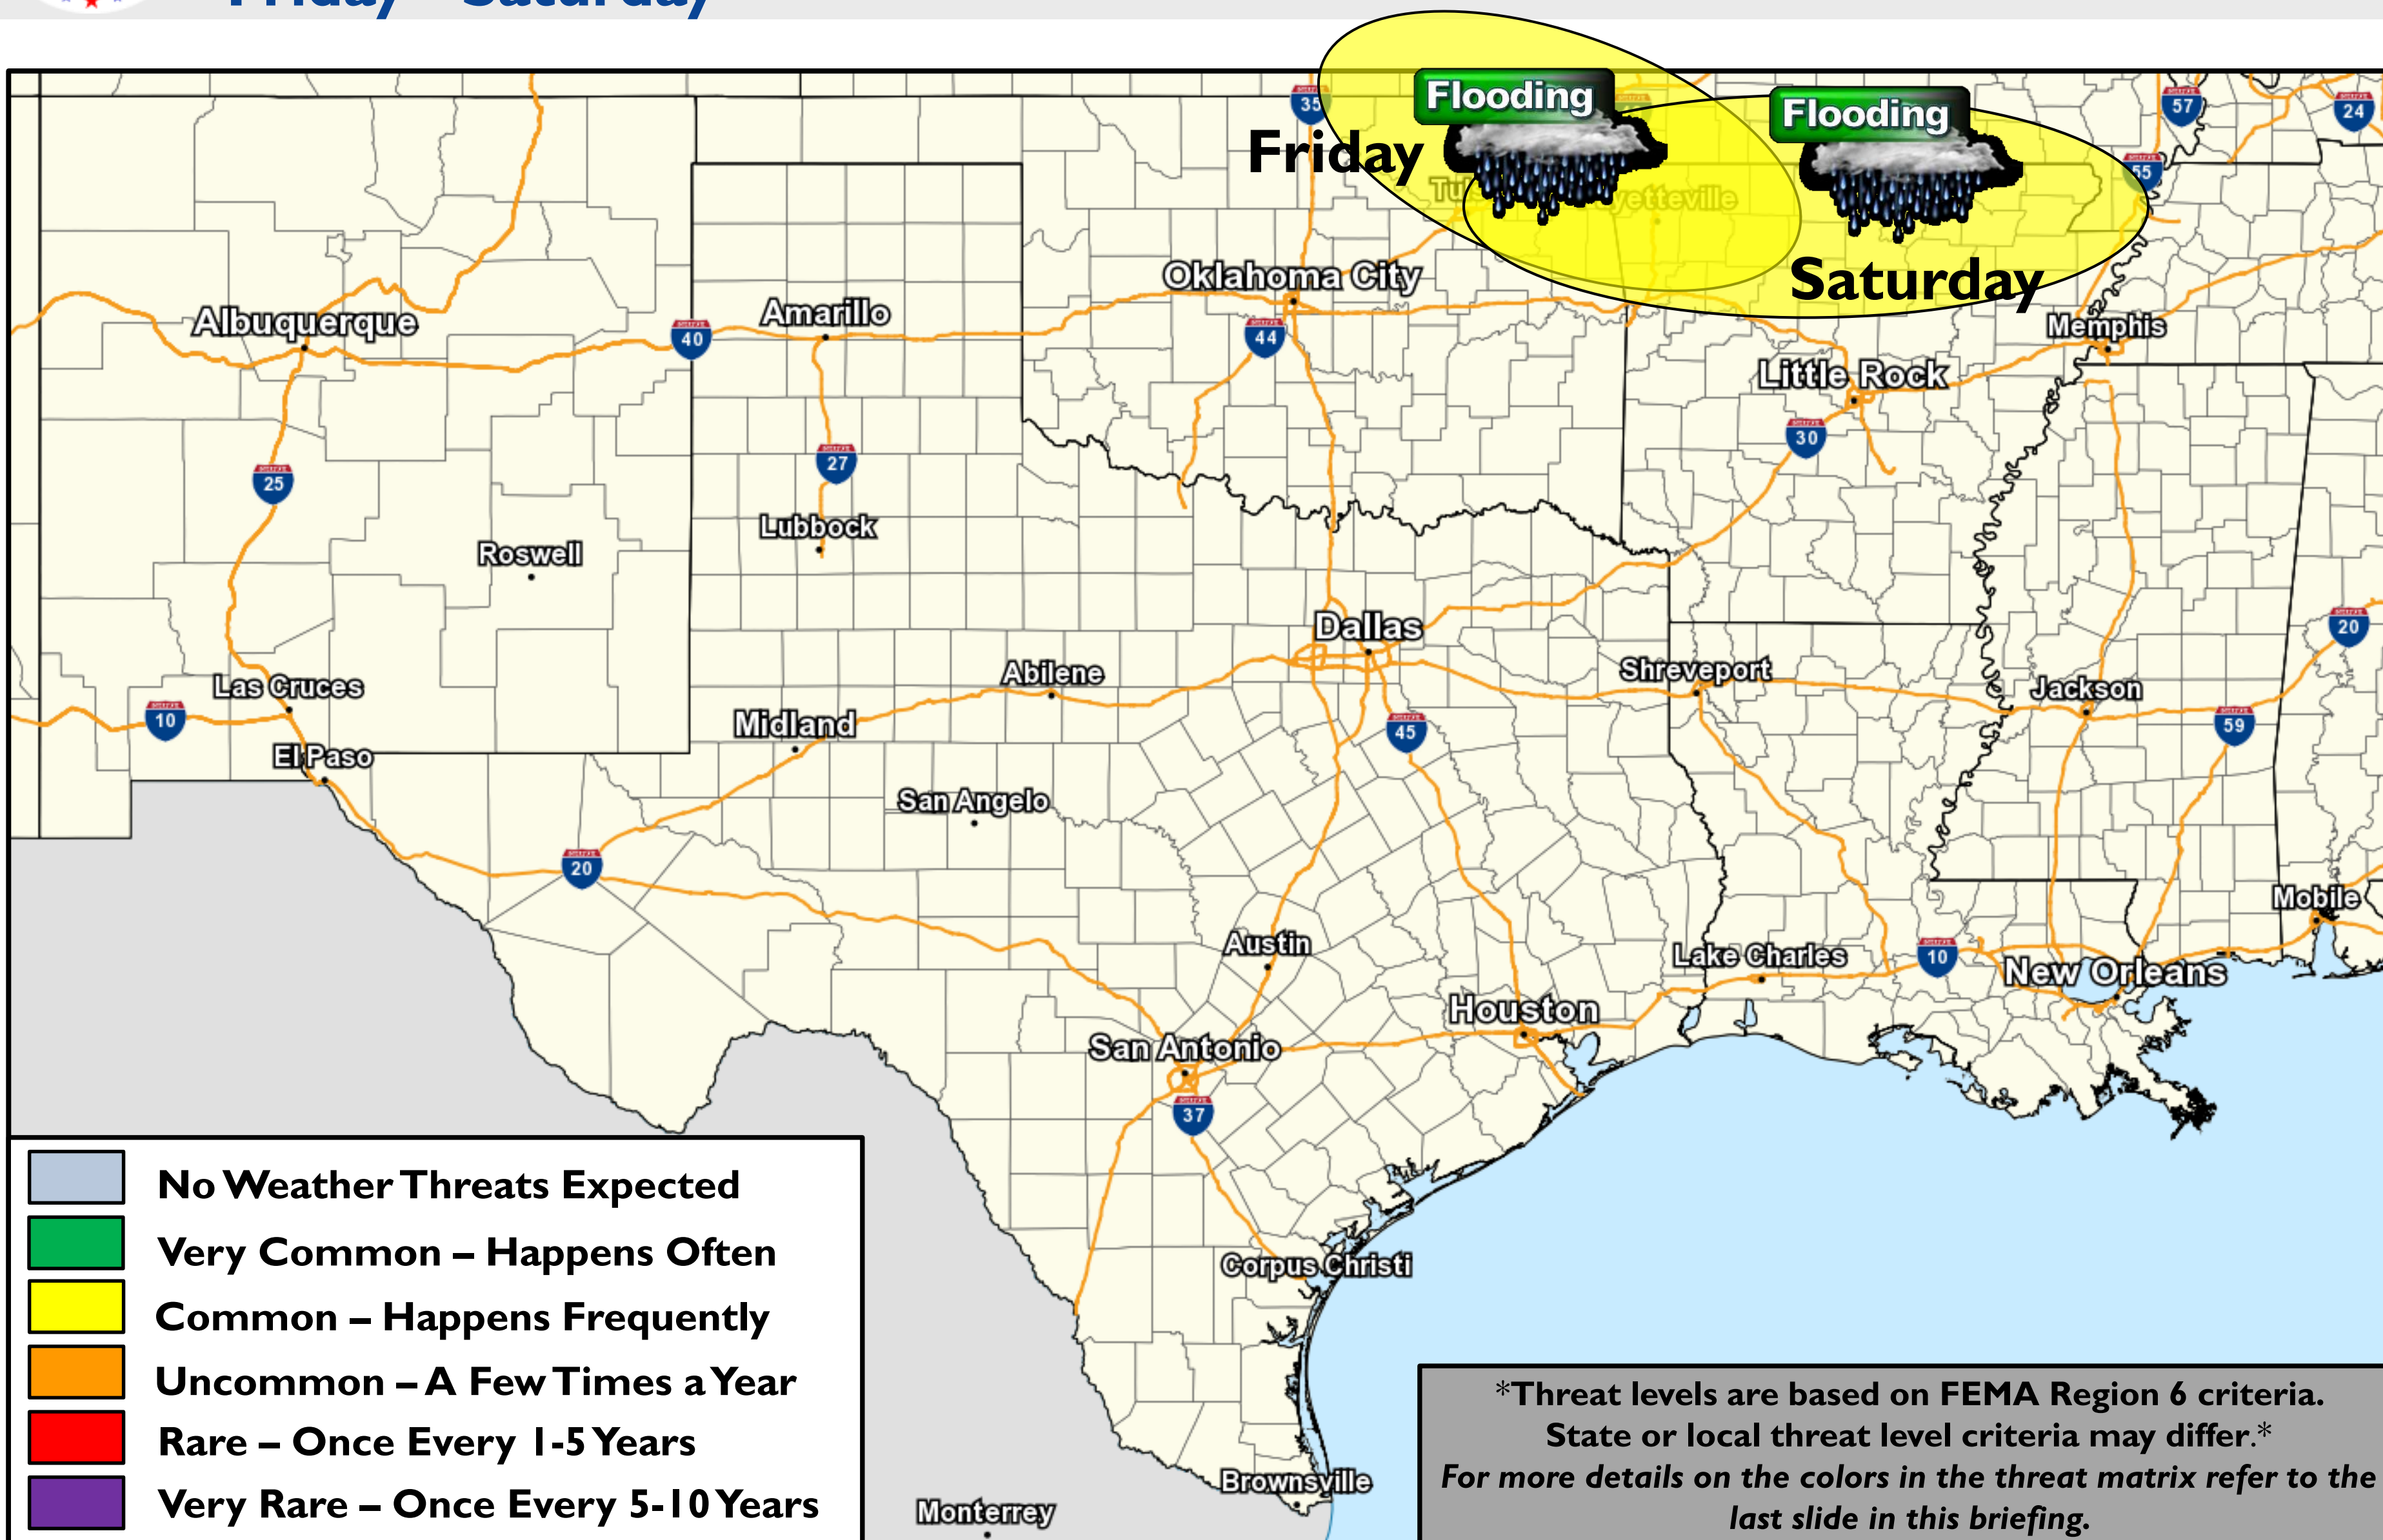 Friday - Saturday
Flooding
Flooding
Friday
Saturday
35
57
24
55
Oklahoma City
Albuquerque
Amarillo
40
44
Memphis
Little Rock
30
25
27
Lubbock
Roswell
Dallas
20
Shreveport
Abilene
Las Cruces
Jackson
10
Midland
45
59
El Paso
San Angelo
20
Mobile
Austin
Lake Charles
10
New Orleans
Houston
San Antonio
37
Corpus Christi
Brownsville
Monterrey
No Weather Threats Expected
Very Common – Happens Often
Common – Happens Frequently
Uncommon – A Few Times a Year
Rare – Once Every 1-5 Years
Very Rare – Once Every 5-10 Years
*Threat levels are based on FEMA Region 6 criteria.
State or local threat level criteria may differ.*
For more details on the colors in the threat matrix refer to the
last slide in this briefing.